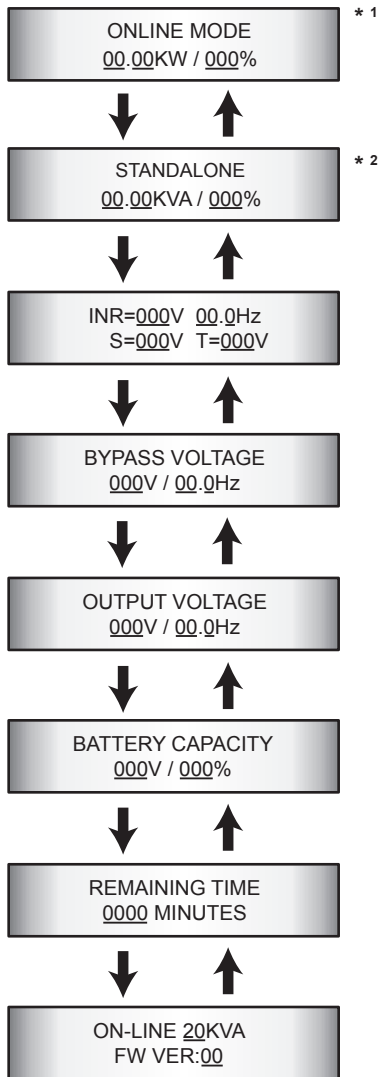 ONLINE MODE
* 1
00.00KW / 000%
STANDALONE
* 2
00.00KVA / 000%
INR=000V 00.0Hz
S=000V T=000V
BYPASS VOLTAGE
000V / 00.0Hz
OUTPUT VOLTAGE
000V / 00.0Hz
BATTERY CAPACITY
000V / 000%
REMAINING TIME
0000 MINUTES
ON-LINE 20KVA
FW VER:00